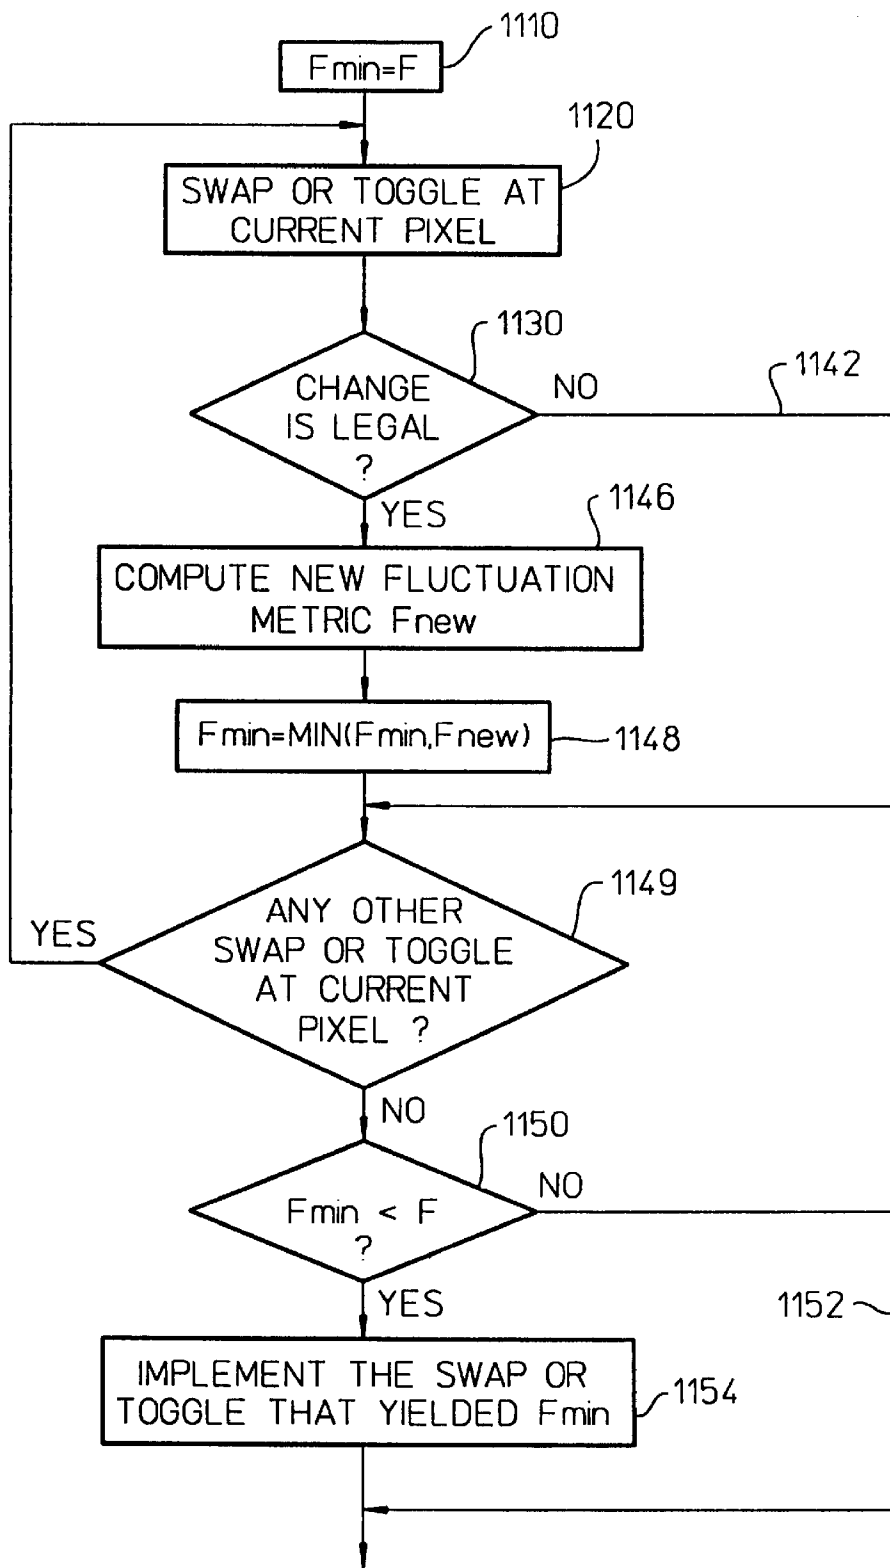 1110
Fmin=F
1120
SWAP OR TOGGLE AT
CURRENT PIXEL
1130
CHANGE
IS LEGAL
?
NO
1142
YES
1146
COMPUTE NEW FLUCTUATION
METRIC Fnew
Fmin=MIN(Fmin,Fnew)
1148
1149
ANY OTHER
SWAP OR TOGGLE
AT CURRENT
PIXEL ?
YES
NO
1150
Fmin < F
?
NO
YES
1152
IMPLEMENT THE SWAP OR
TOGGLE THAT YIELDED Fmin
1154